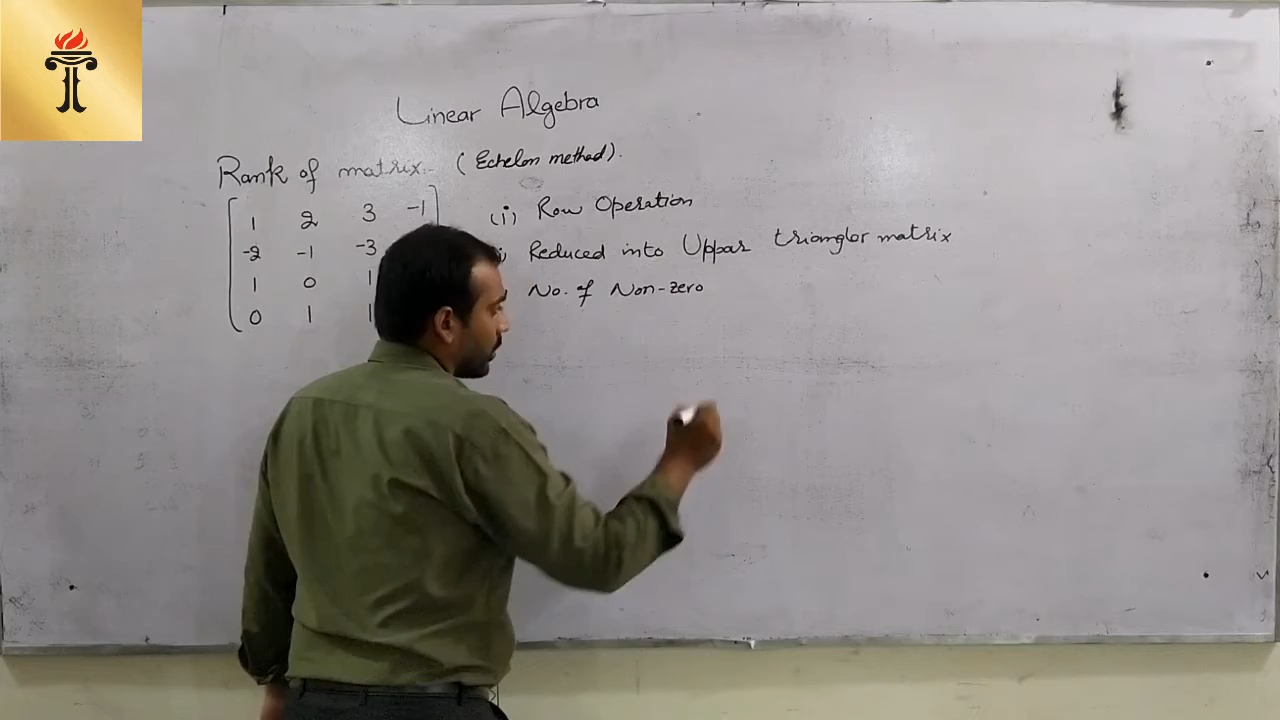 Linear Algebra
Rank of matrix:- (Echelon method).
1 2 3 -1
-2 -1 -3
1 0 1
0 1 1
(i) Row Operation
Reduced into Uppar trianglor matrix
No. of Non-zero